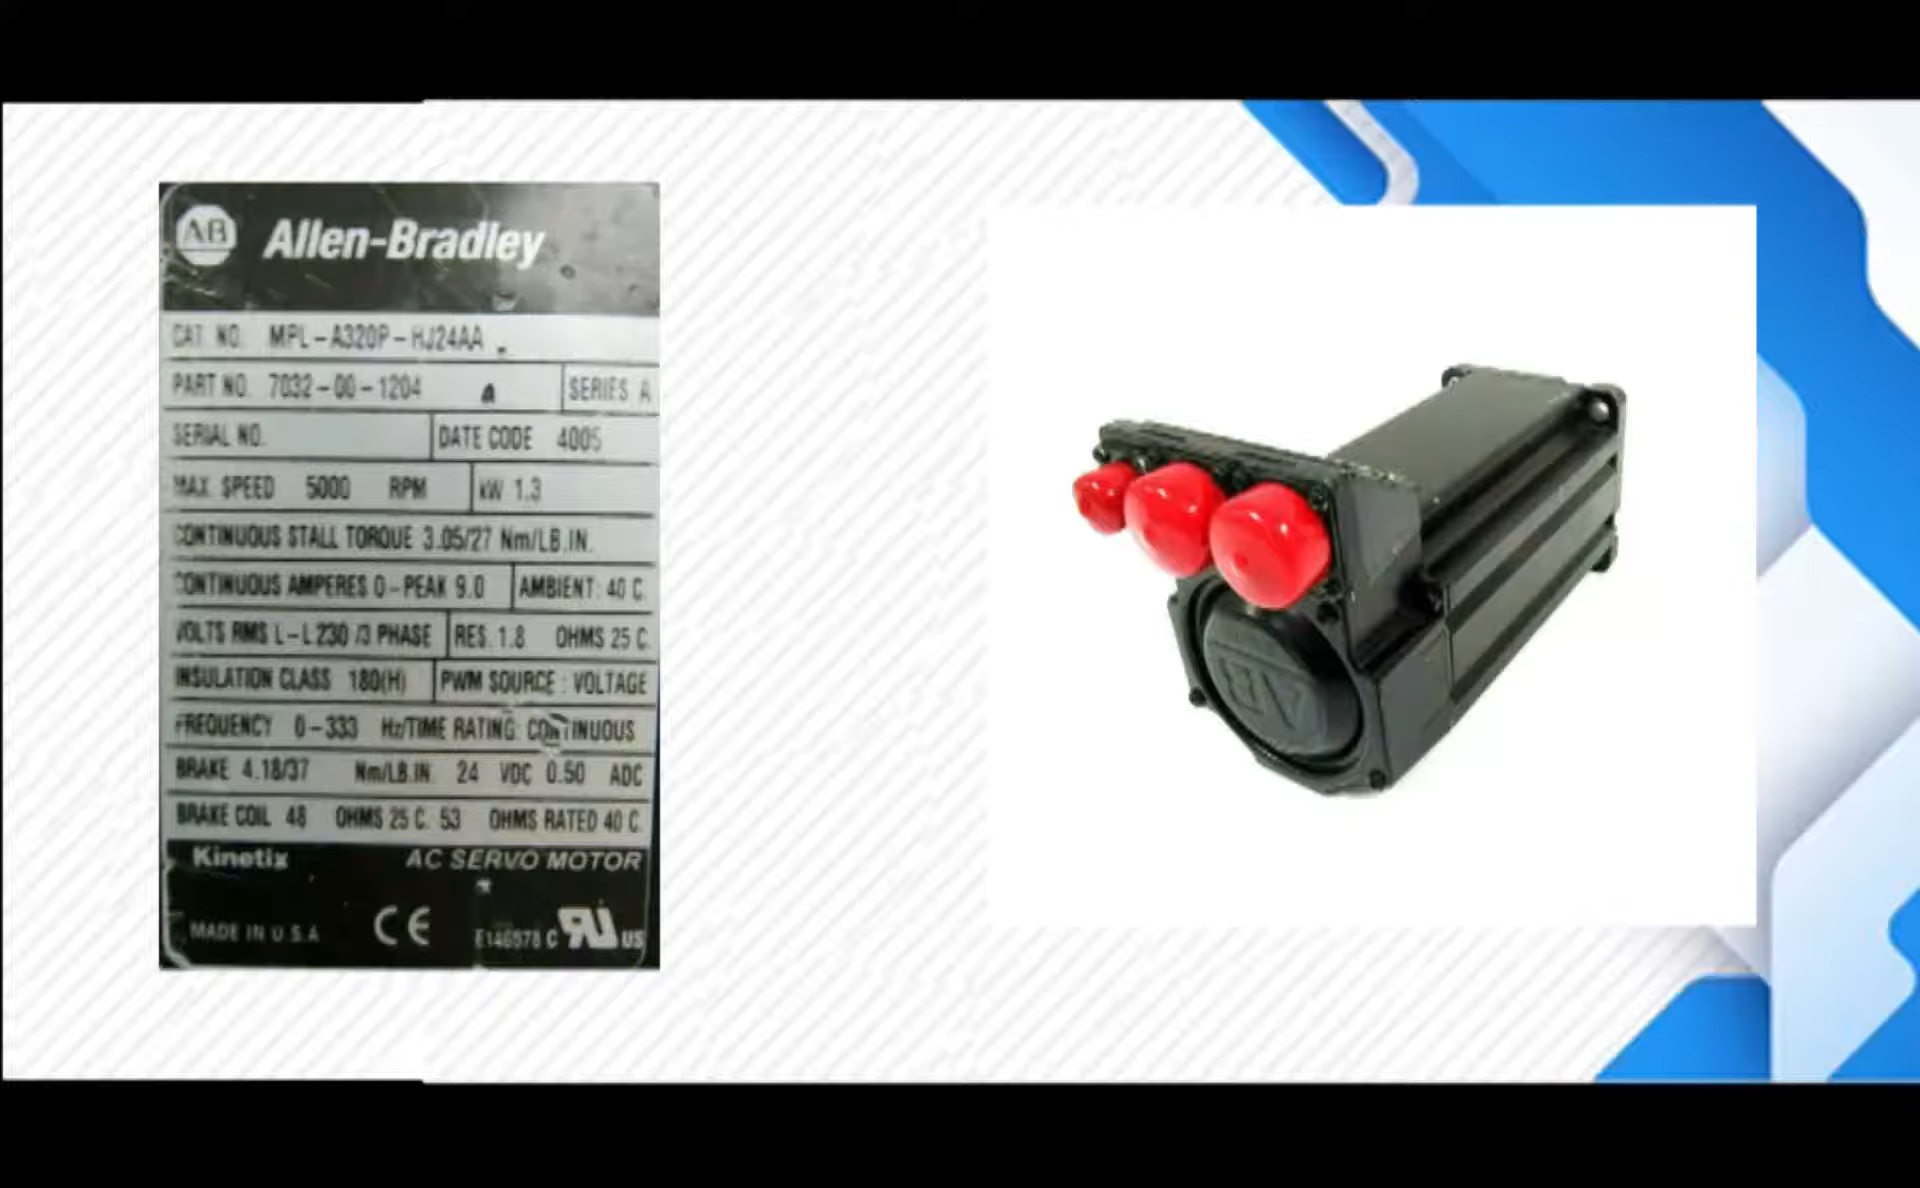 AB Allen-Bradley
CAT NO. MPL-A320P-HJ24AA
PART NO. 7032-00-1204 SERIES A
SERIAL NO. DATE CODE 4005
MAX. SPEED 5000 RPM kW 1.3
CONTINUOUS STALL TORQUE 3.05/27 Nm/LB.IN.
CONTINUOUS AMPERES 0-PEAK 9.0 AMBIENT: 40 C.
VOLTS RMS L-L 230 /3 PHASE RES. 1.8 OHMS 25 C.
INSULATION CLASS 180(H) PWM SOURCE: VOLTAGE
FREQUENCY 0-333 Hz/TIME RATING: CONTINUOUS
BRAKE 4.18/37 Nm/LB.IN. 24 VDC 0.50 ADC
BRAKE COIL 48 OHMS 25 C. 53 OHMS RATED 40 C.
Kinetix AC SERVO MOTOR
MADE IN U.S.A CE C RU US
AB